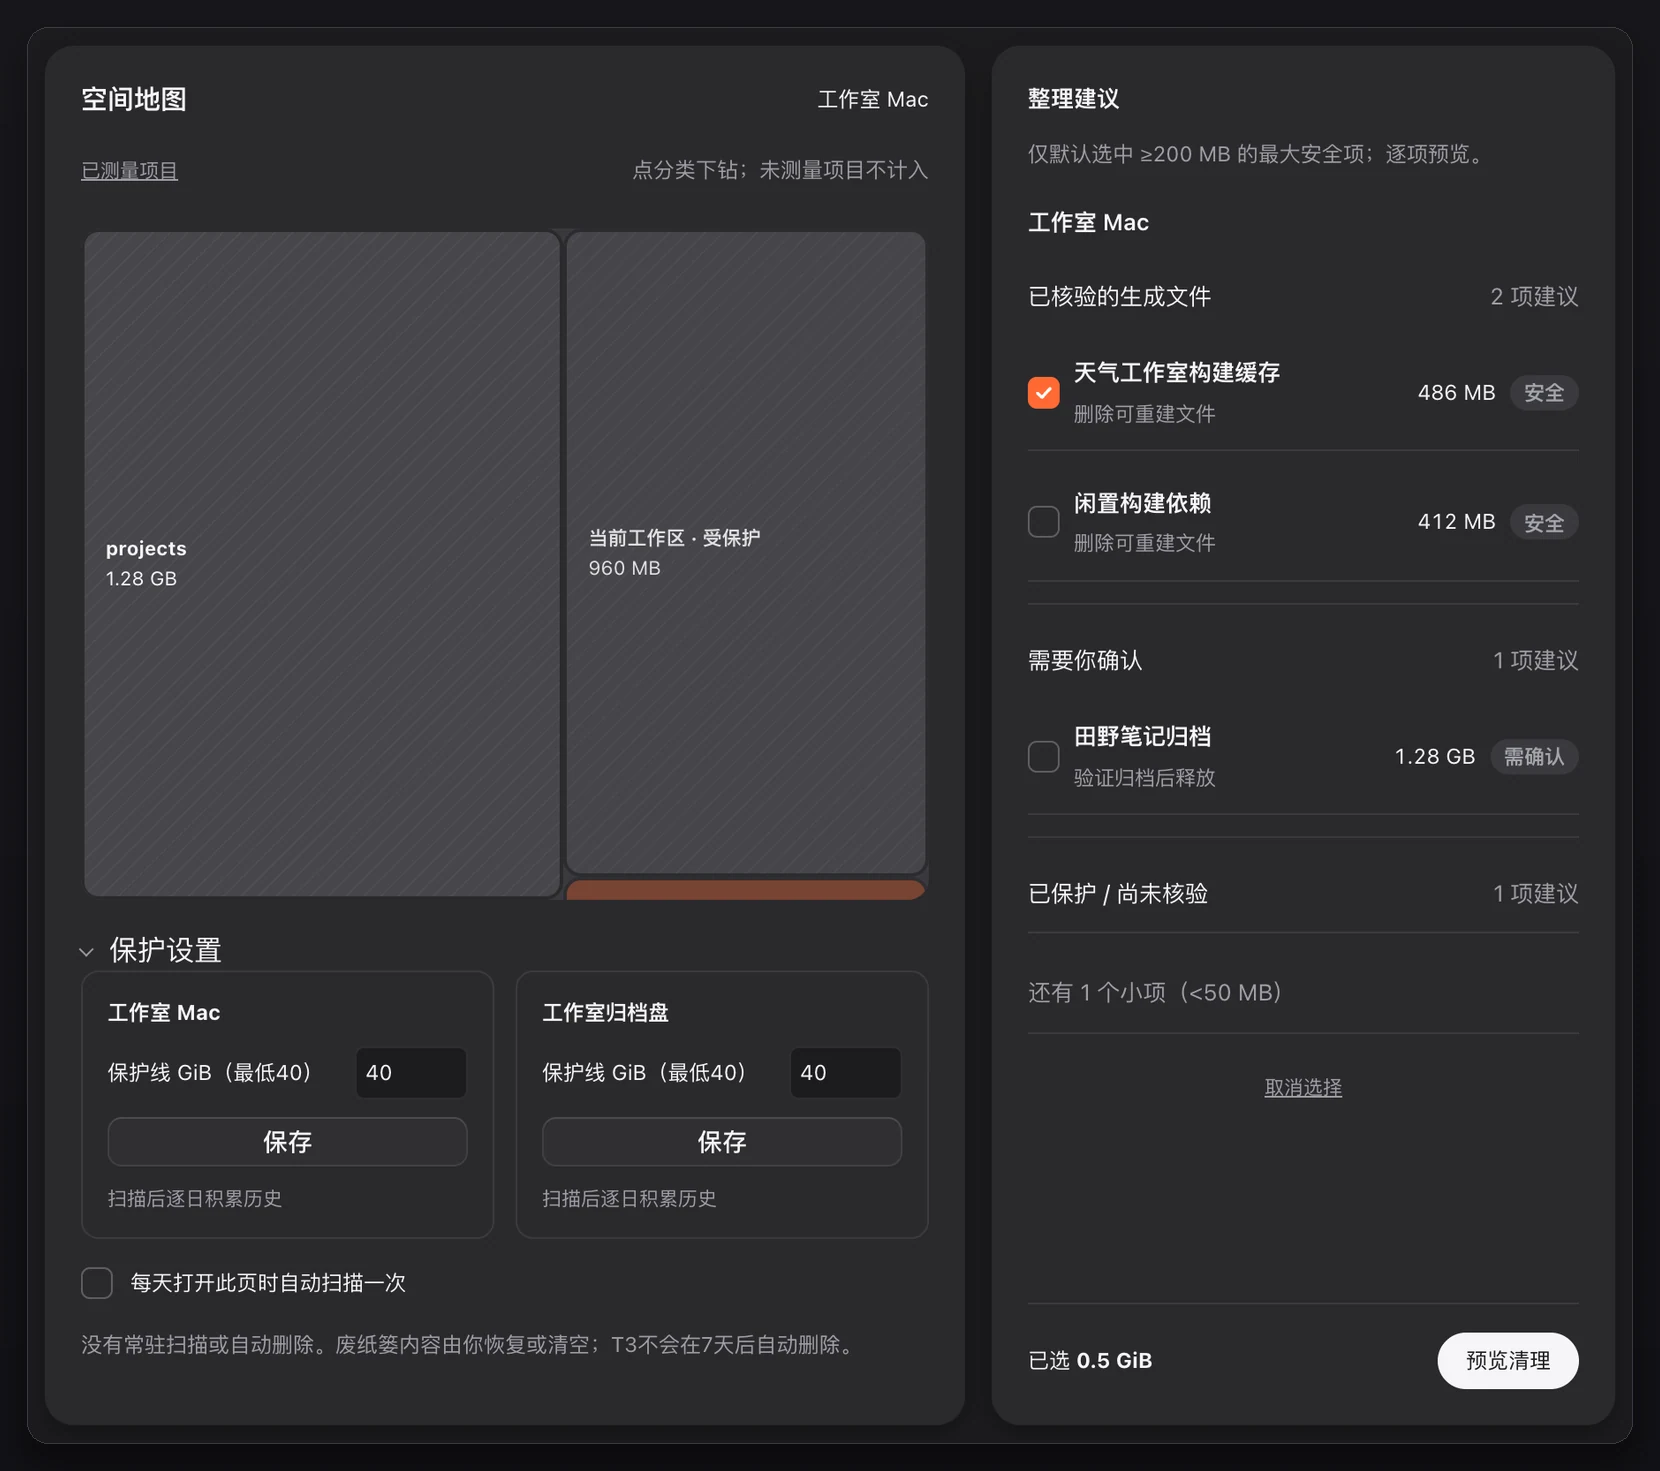 空间地图
工作室 Mac
已测量项目
点分类下钻；未测量项目不计入
projects
1.28 GB
当前工作区 · 受保护
960 MB
保护设置
工作室 Mac
保护线 GiB（最低40）
40
保存
扫描后逐日积累历史
工作室归档盘
保护线 GiB（最低40）
40
保存
扫描后逐日积累历史
每天打开此页时自动扫描一次
没有常驻扫描或自动删除。废纸篓内容由你恢复或清空；T3不会在7天后自动删除。
整理建议
仅默认选中 ≥200 MB 的最大安全项；逐项预览。
工作室 Mac
已核验的生成文件
2 项建议
天气工作室构建缓存
删除可重建文件
486 MB
安全
闲置构建依赖
删除可重建文件
412 MB
安全
需要你确认
1 项建议
田野笔记归档
验证归档后释放
1.28 GB
需确认
已保护 / 尚未核验
1 项建议
还有 1 个小项（<50 MB）
取消选择
已选 0.5 GiB
预览清理